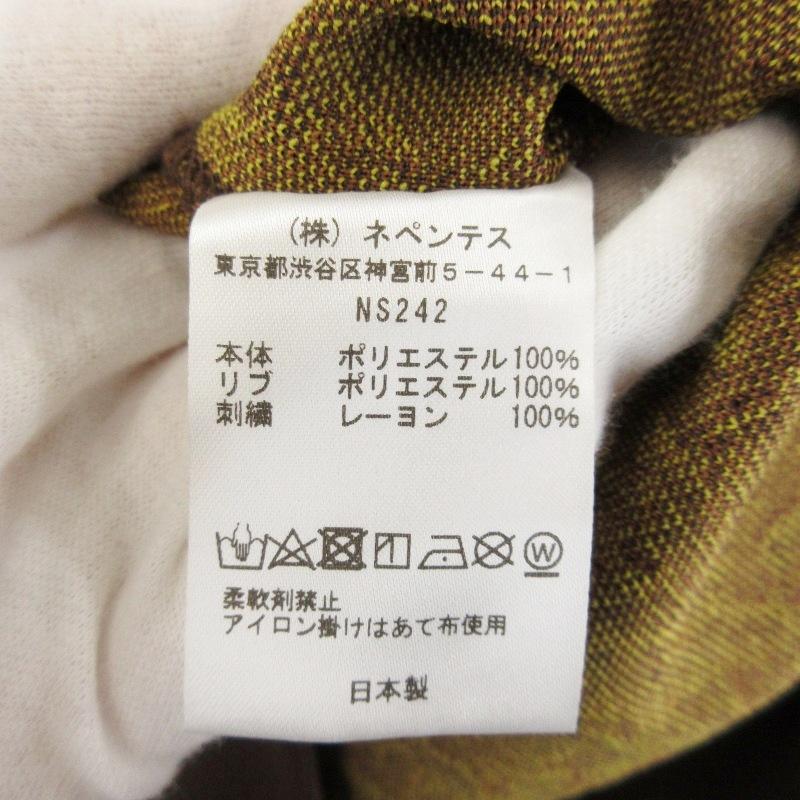 （株）ネペンテス
東京都渋谷区神宮前5-44-1
NS242
本体 ポリエステル100%
リブ ポリエステル100%
刺繍 レーヨン 100%
W
柔軟剤禁止
アイロン掛けはあて布使用
日本製